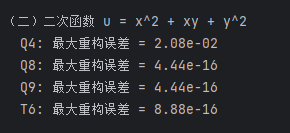 (二) 二次函数 u = x^2 + xy + y^2
Q4: 最大重构误差 = 2.08e-02
Q8: 最大重构误差 = 4.44e-16
Q9: 最大重构误差 = 4.44e-16
T6: 最大重构误差 = 8.88e-16